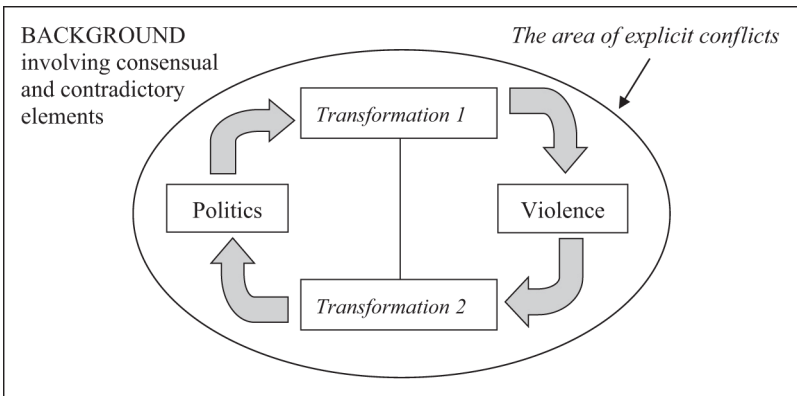 BACKGROUND
involving consensual
and contradictory
elements
The area of explicit conflicts
Transformation 1
Politics
Violence
Transformation 2